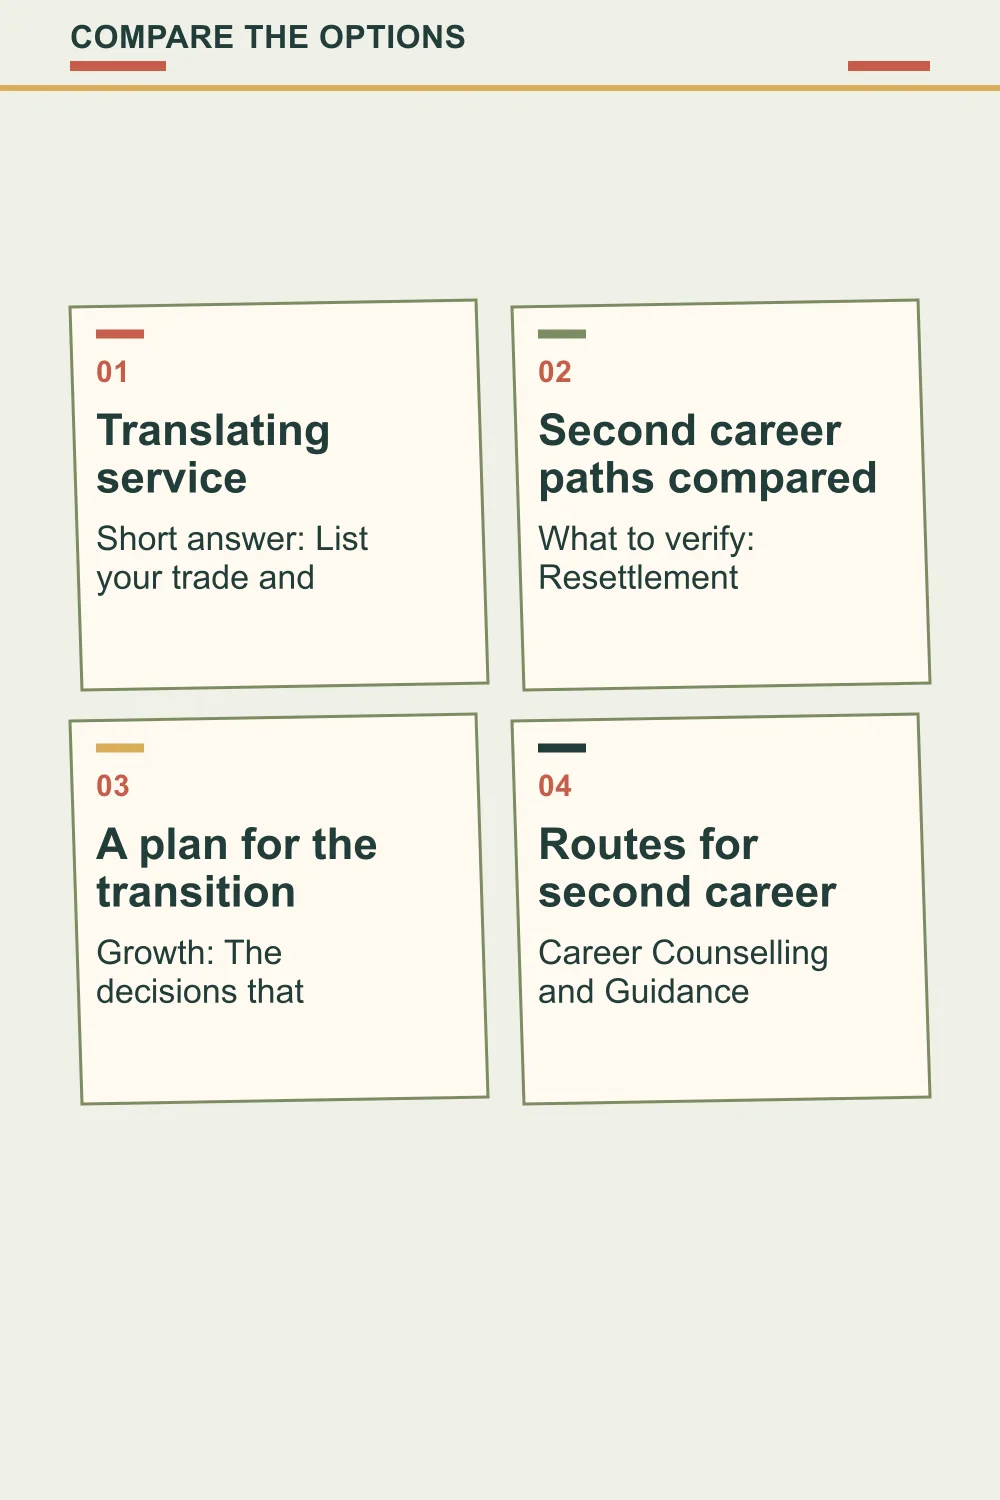 COMPARE THE OPTIONS
01
Translating
service
Short answer: List
your trade and
02
Second career
paths compared
What to verify:
Resettlement
03
A plan for the
transition
Growth: The
decisions that
04
Routes for
second career
Career Counselling
and Guidance